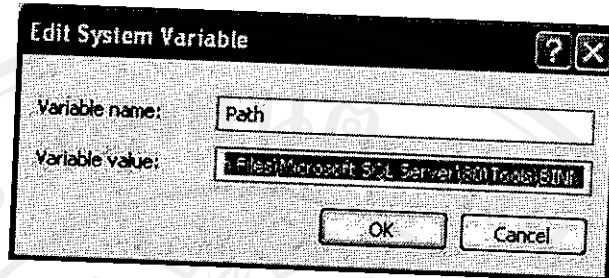 Edit System Variable
Variable name: Path
Variable value: Files\Microsoft SQL Server\80\Tools\BINN
OK Cancel